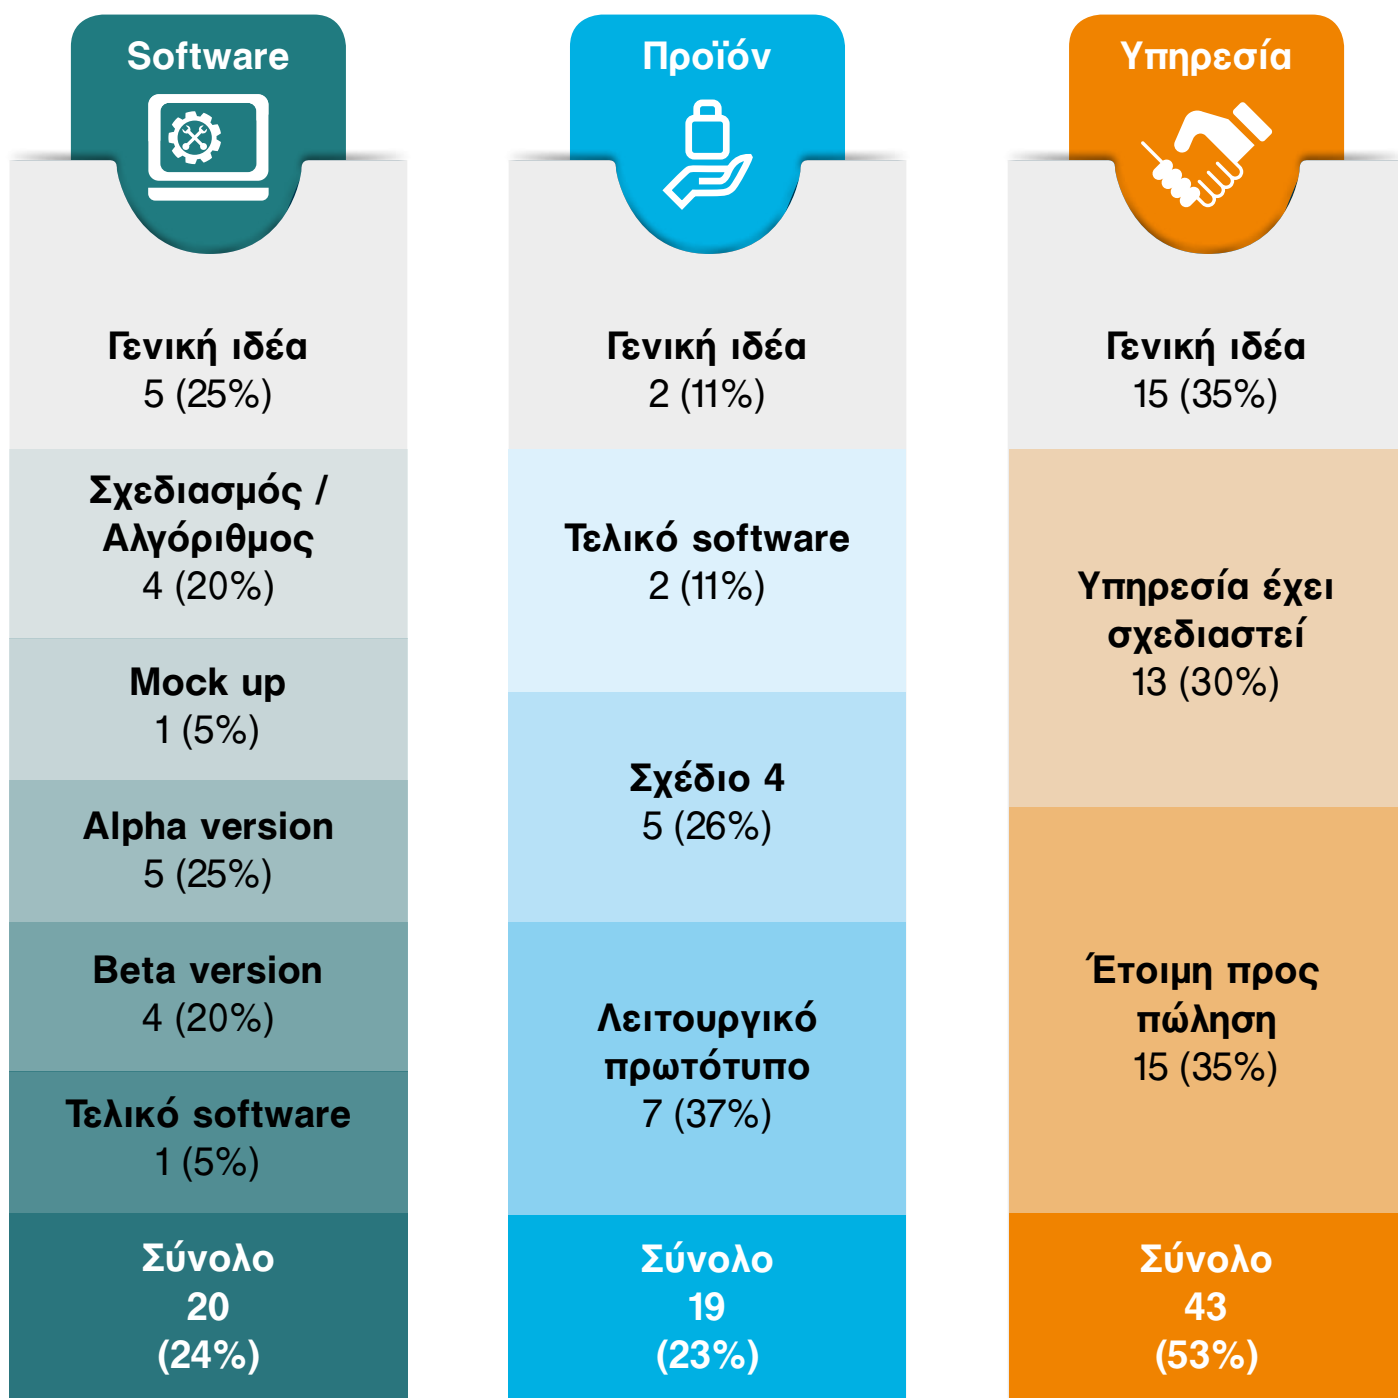 Software
Γενική ιδέα
5 (25%)
Σχεδιασμός /
Αλγόριθμος
4 (20%)
Mock up
1 (5%)
Alpha version
5 (25%)
Beta version
4 (20%)
Τελικό software
1 (5%)
Σύνολο
20
(24%)
Προϊόν
Γενική ιδέα
2 (11%)
Τελικό software
2 (11%)
Σχέδιο 4
5 (26%)
Λειτουργικό
πρωτότυπο
7 (37%)
Σύνολο
19
(23%)
Υπηρεσία
Γενική ιδέα
15 (35%)
Υπηρεσία έχει
σχεδιαστεί
13 (30%)
Έτοιμη προς
πώληση
15 (35%)
Σύνολο
43
(53%)